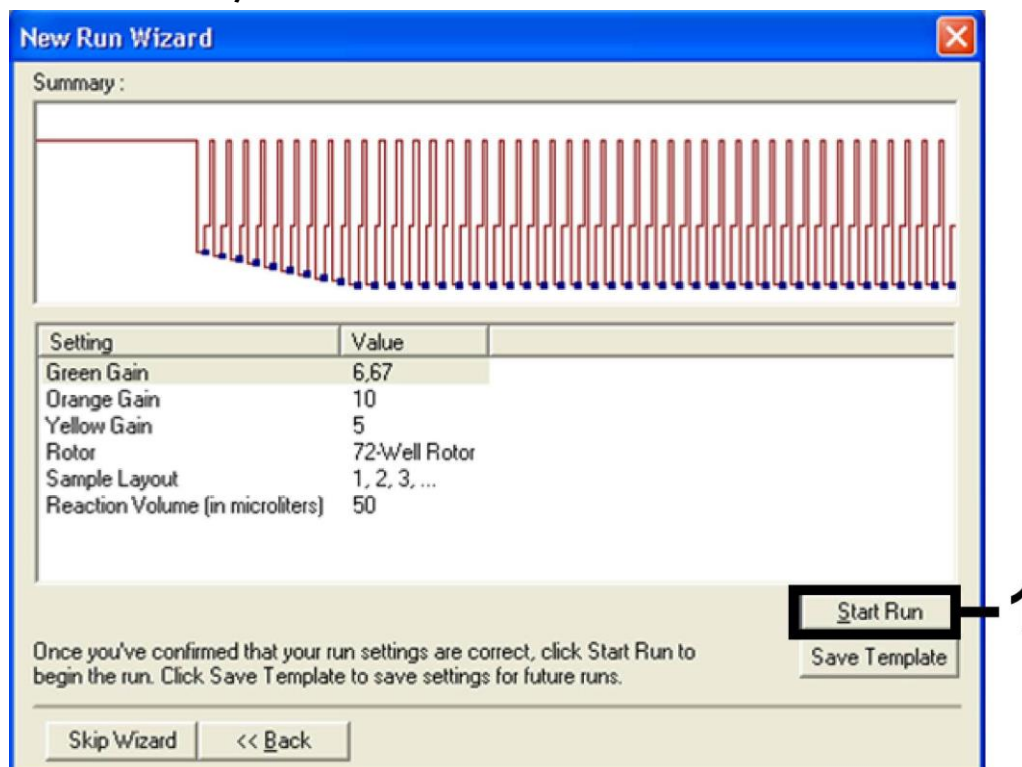 New Run Wizard
Summary :
Setting Value
Green Gain 6,67
Orange Gain 10
Yellow Gain 5
Rotor 72-Well Rotor
Sample Layout 1, 2, 3, ...
Reaction Volume (in microliters) 50
Start Run
Once you've confirmed that your run settings are correct, click Start Run to
begin the run. Click Save Template to save settings for future runs.
Save Template
Skip Wizard << Back